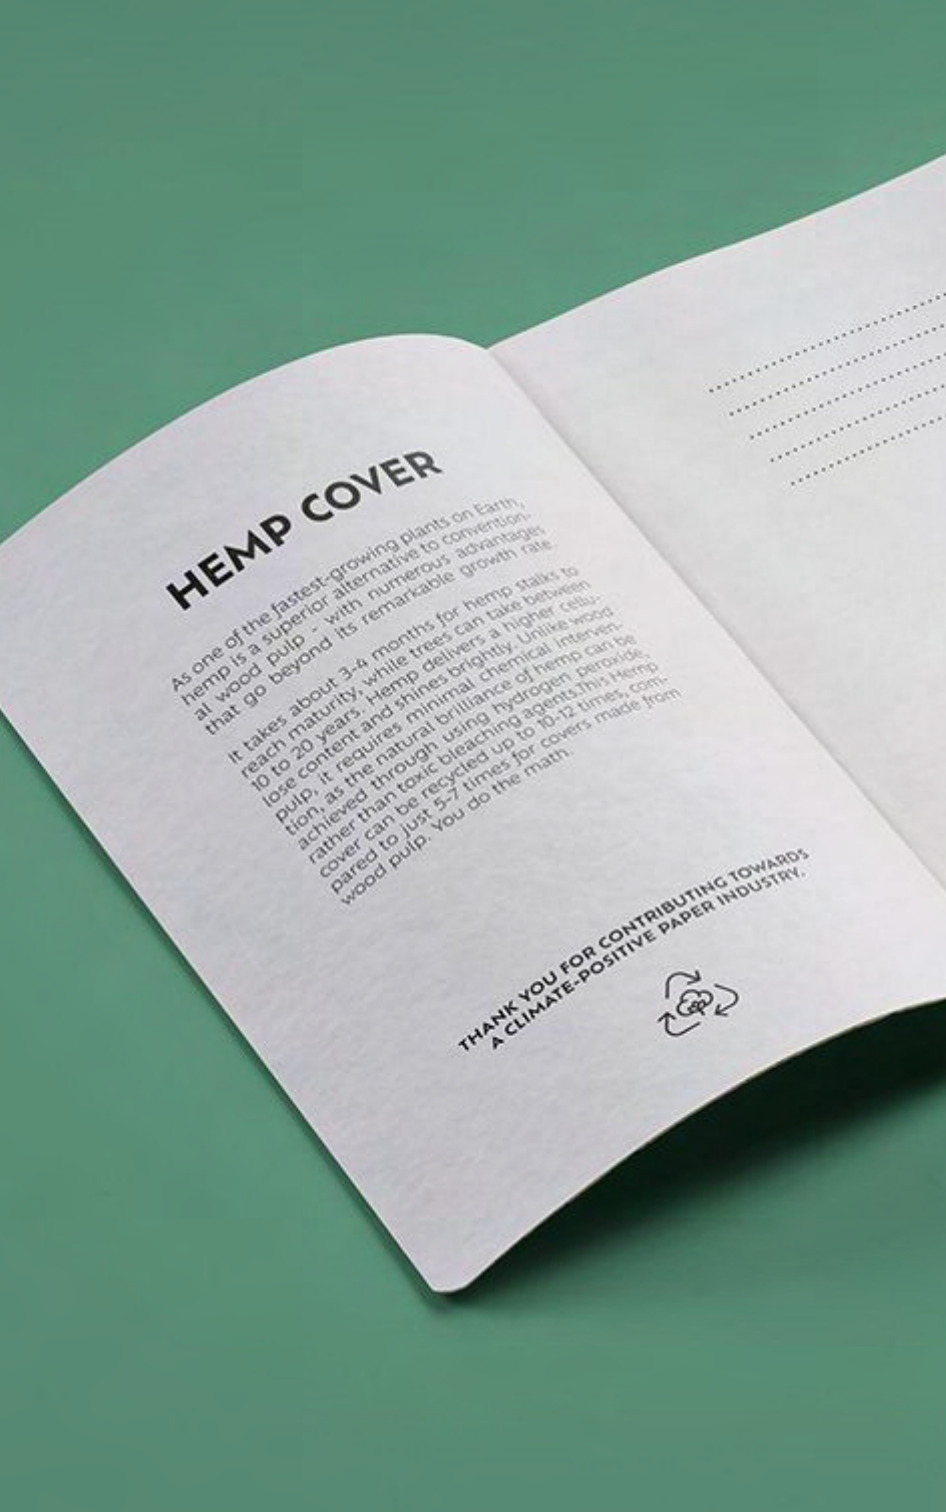 HEMP COVER
As one of the fastest-growing plants on Earth,
hemp is a superior alternative to convention-
al wood pulp - with numerous advantages
that go beyond its remarkable growth rate.
It takes about 3-4 months for hemp stalks to
reach maturity, while trees can take between
10 to 20 years. Hemp delivers a higher cellu-
lose content and shines brightly. Unlike wood
pulp, it requires minimal chemical interven-
tion, as the natural brilliance of hemp can be
achieved through using hydrogen peroxide
rather than toxic bleaching agents.this Hemp
cover can be recycled up to 10-12 times, com-
pared to just 5-7 times for covers made from
wood pulp. You do the math.
THANK YOU FOR CONTRIBUTING TOWARDS
A CLIMATE-POSITIVE PAPER INDUSTRY.